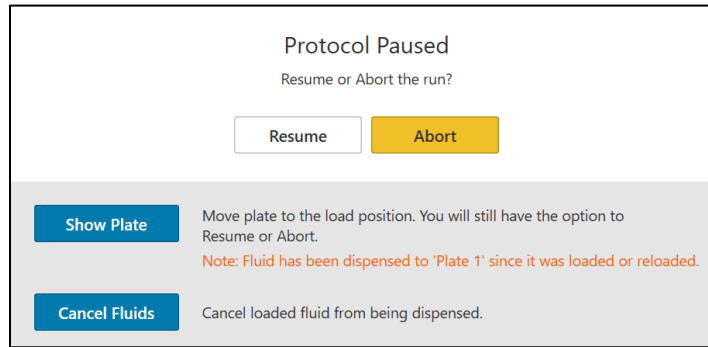 Protocol Paused
Resume or Abort the run?
Resume
Abort
Show Plate
Move plate to the load position. You will still have the option to
Resume or Abort.
Note: Fluid has been dispensed to 'Plate 1' since it was loaded or reloaded.
Cancel Fluids
Cancel loaded fluid from being dispensed.